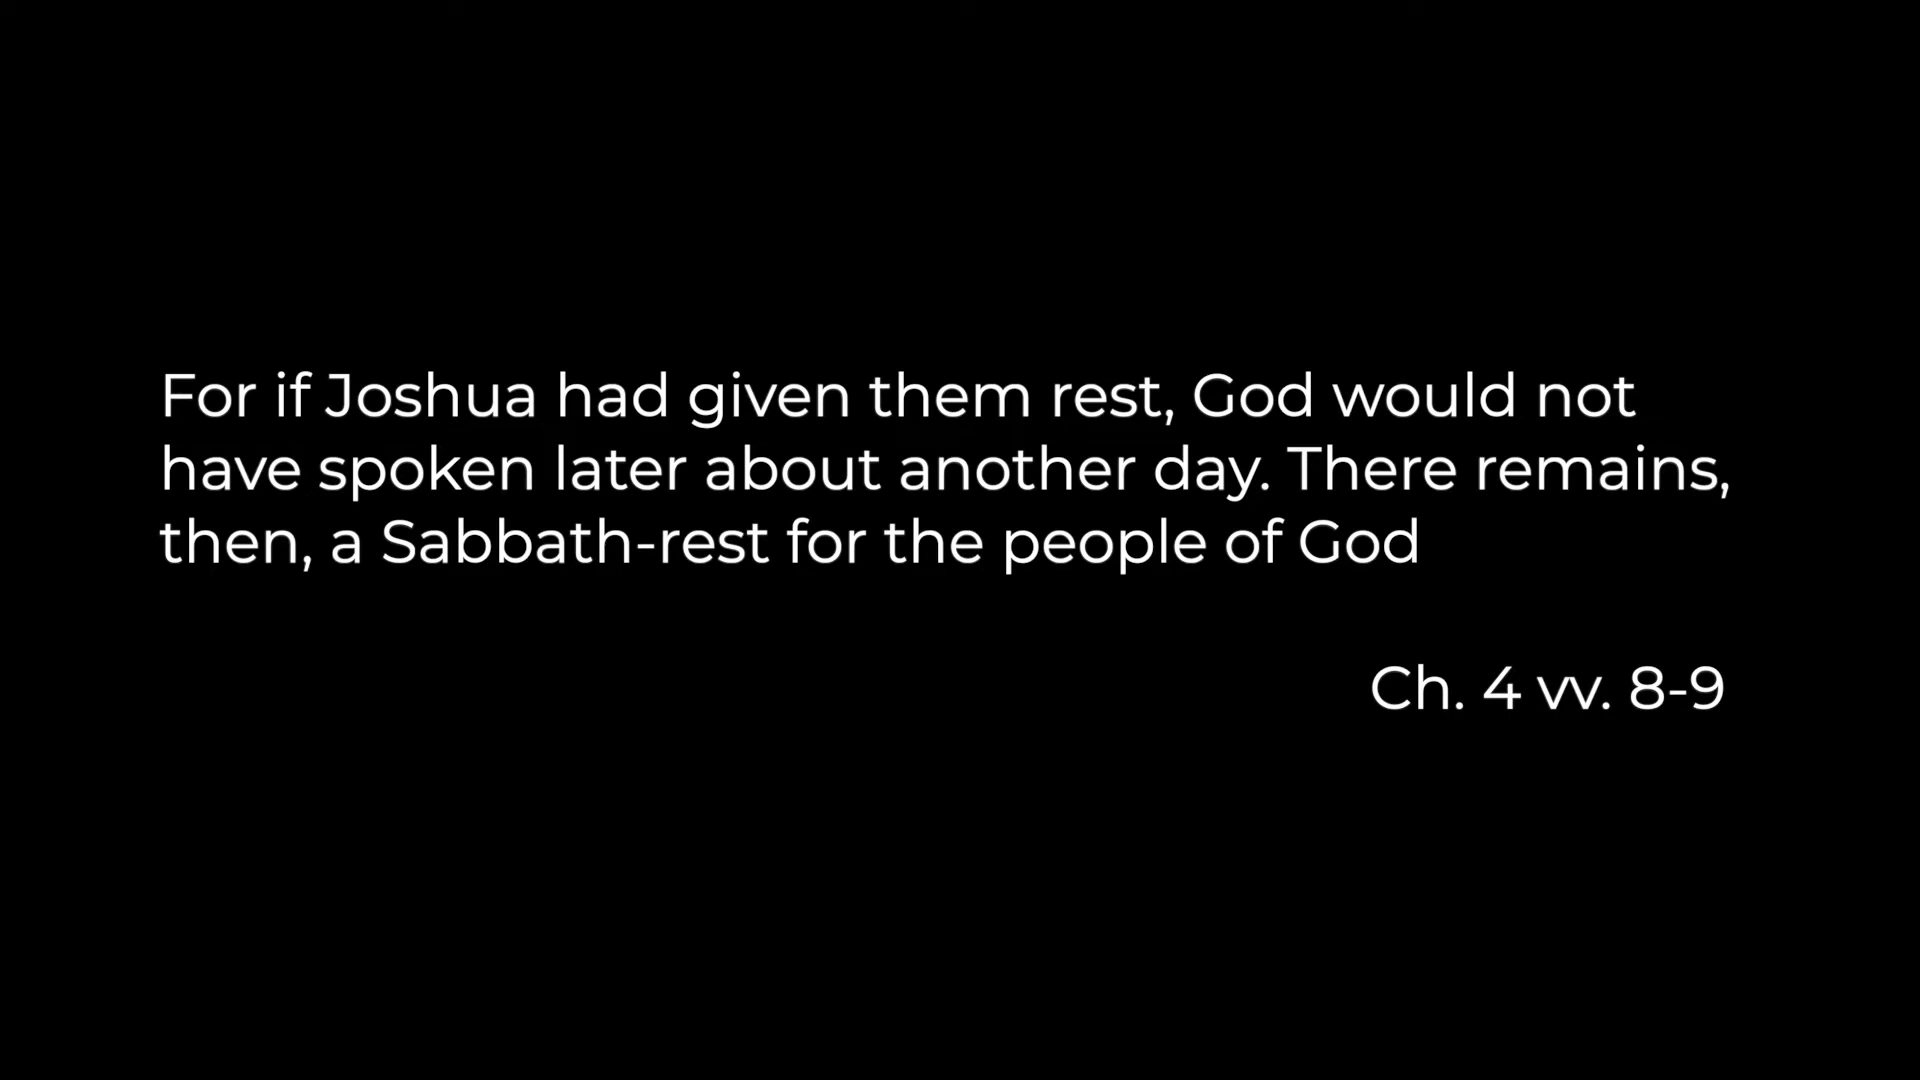 For if Joshua had given them rest, God would not
have spoken later about another day. There remains,
then, a Sabbath-rest for the people of God
Ch. 4 vv. 8-9